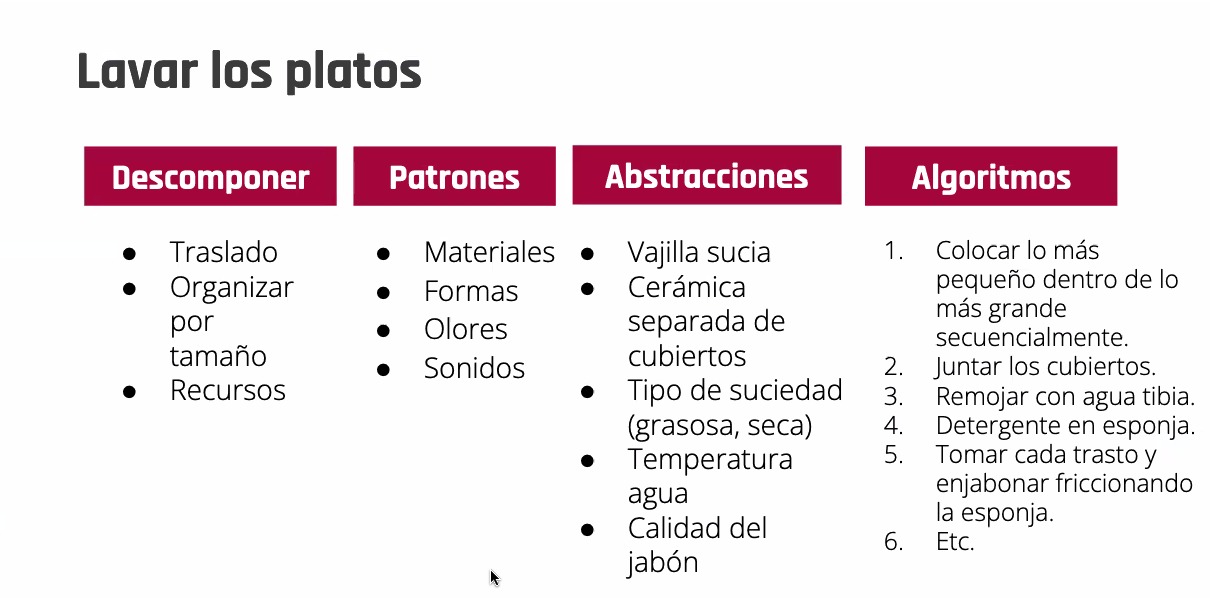 Lavar los platos
Descomponer
● Traslado
● Organizar
por
tamaño
● Recursos
Patrones
● Materiales
● Formas
● Olores
● Sonidos
Abstracciones
● Vajilla sucia
● Cerámica
separada de
cubiertos
● Tipo de suciedad
(grasosa, seca)
● Temperatura
agua
● Calidad del
jabón
Algoritmos
1. Colocar lo más
pequeño dentro de lo
más grande
secuencialmente.
2. Juntar los cubiertos.
3. Remojar con agua tibia.
4. Detergente en esponja.
5. Tomar cada trasto y
enjabonar friccionando
la esponja.
6. Etc.